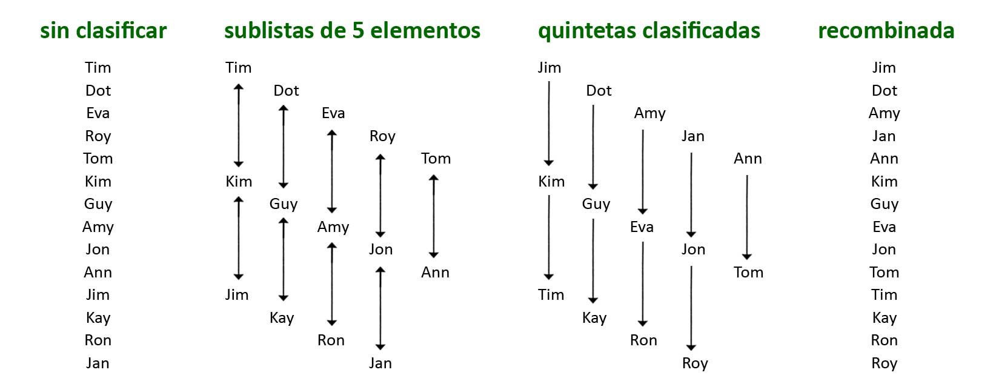 sin clasificar sublistas de 5 elementos quintetas clasificadas recombinada
Tim Tim Jim Jim
Dot Dot Dot Dot
Eva Eva Amy Amy
Roy Roy Jan Jan
Tom Tom Ann Ann
Kim Kim Kim Kim
Guy Guy Guy Guy
Amy Amy Eva Eva
Jon Jon Jon Jon
Ann Ann Tom Tom
Jim Jim Tim Tim
Kay Kay Kay Kay
Ron Ron Ron Ron
Jan Jan Roy Roy